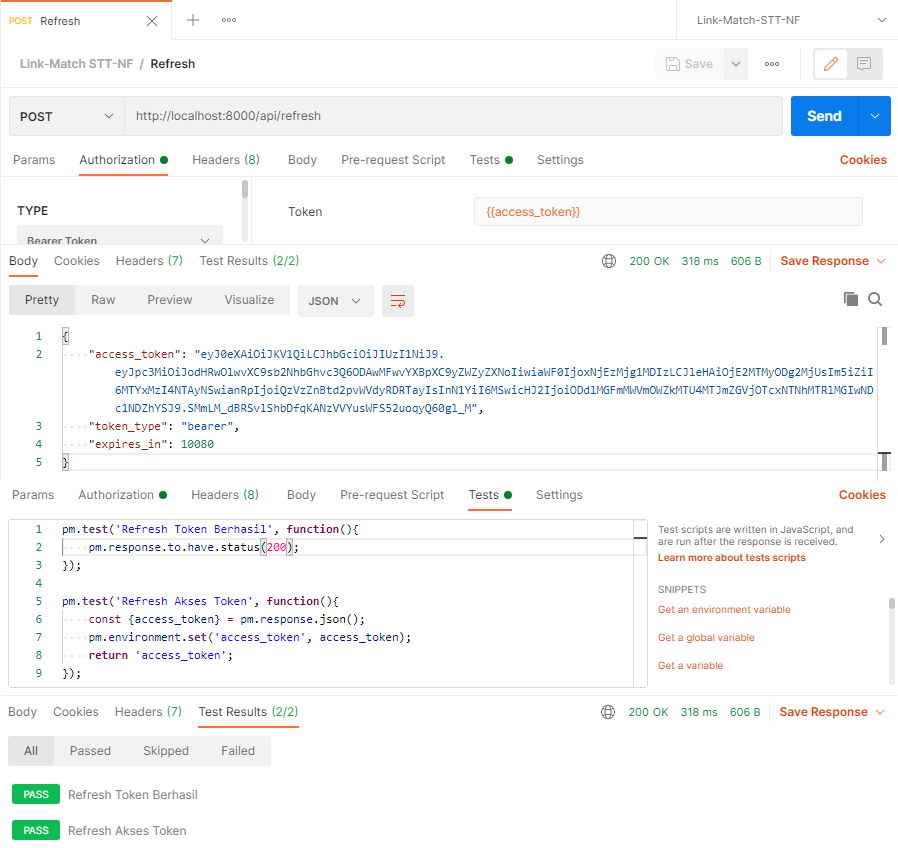 POST Refresh
Link-Match-STT-NF
Link-Match STT-NF / Refresh
Save
POST
http://localhost:8000/api/refresh
Send
Params Authorization Headers (8) Body Pre-request Script Tests Settings Cookies
TYPE
Token
{{access_token}}
Bearer Token
Body Cookies Headers (7) Test Results (2/2) 200 OK 318 ms 606 B Save Response
Pretty Raw Preview Visualize JSON
1 {
2 "access_token": "eyJ0eXAiOiJKV1QiLCJhbGciOiJIUzI1NiJ9.
3 "token_type": "bearer",
4 "expires_in": 10080
5 }
Params Authorization Headers (8) Body Pre-request Script Tests Settings Cookies
1 pm.test('Refresh Token Berhasil', function(){
2 pm.response.to.have.status(200);
3 });
4
5 pm.test('Refresh Akses Token', function(){
6 const {access_token} = pm.response.json();
7 pm.environment.set('access_token', access_token);
8 return 'access_token';
9 });
Test scripts are written in JavaScript, and
are run after the response is received.
Learn more about tests scripts
SNIPPETS
Get an environment variable
Get a global variable
Get a variable
Body Cookies Headers (7) Test Results (2/2) 200 OK 318 ms 606 B Save Response
All Passed Skipped Failed
PASS Refresh Token Berhasil
PASS Refresh Akses Token